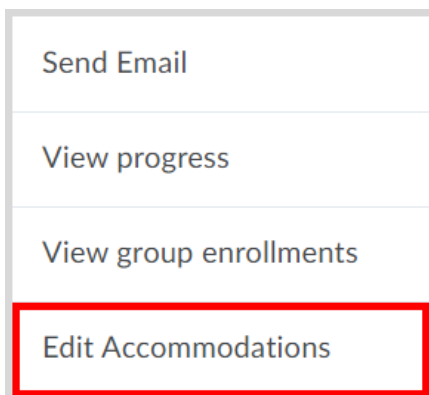 Send Email
View progress
View group enrollments
Edit Accommodations